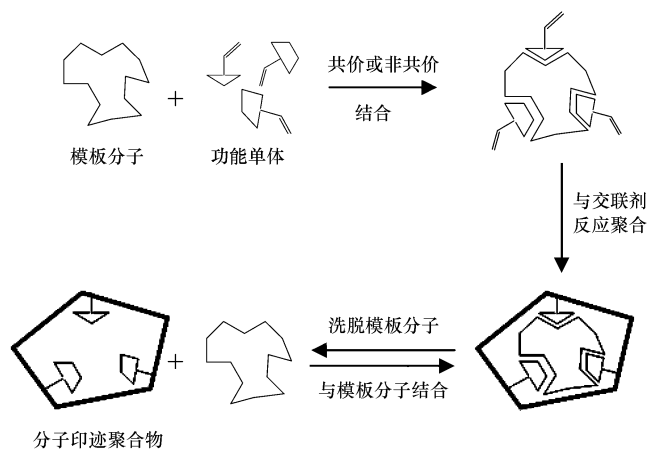 共价或非共价
+
结合
模板分子
功能单体
与交联剂
反应聚合
洗脱模板分子
+
与模板分子结合
分子印迹聚合物